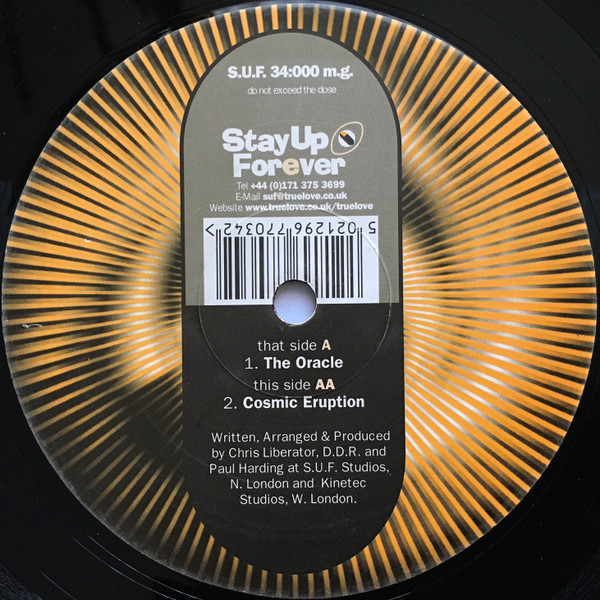 S.U.F. 34:000 m.g.
do not exceed the dose
Stay Up
Forever
Tel +44 (0)171 375 3699
E-Mail suf@truelove.co.uk
Website www.truelove.co.uk/truelove
5 021296 770342 >
that side A
1. The Oracle
this side AA
2. Cosmic Eruption
Written, Arranged & Produced
by Chris Liberator, D.D.R. and
Paul Harding at S.U.F. Studios,
N. London and Kinetec
Studios, W. London.